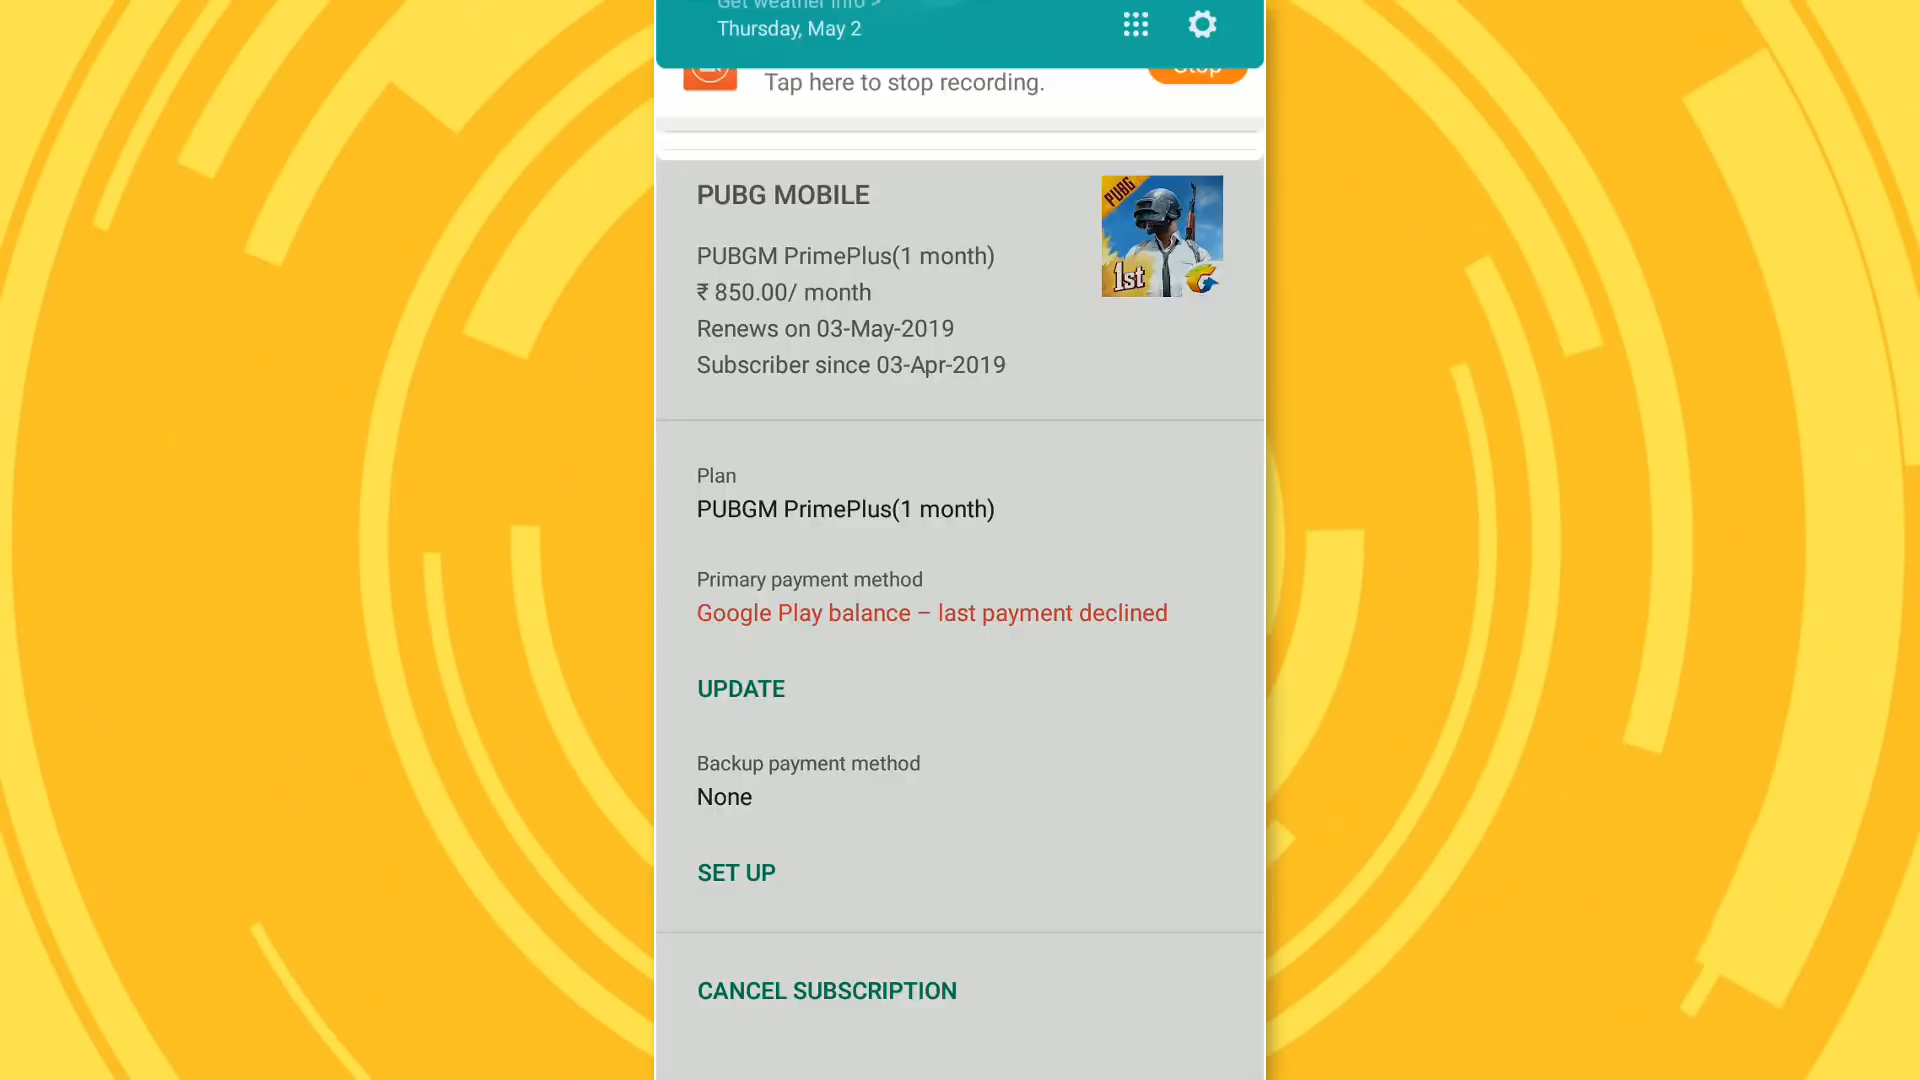 Get weather info >
Thursday, May 2
Stop
Tap here to stop recording.
PUBG MOBILE
PUBG
1st
PUBGM PrimePlus(1 month)
₹ 850.00/ month
Renews on 03-May-2019
Subscriber since 03-Apr-2019
Plan
PUBGM PrimePlus(1 month)
Primary payment method
Google Play balance – last payment declined
UPDATE
Backup payment method
None
SET UP
CANCEL SUBSCRIPTION